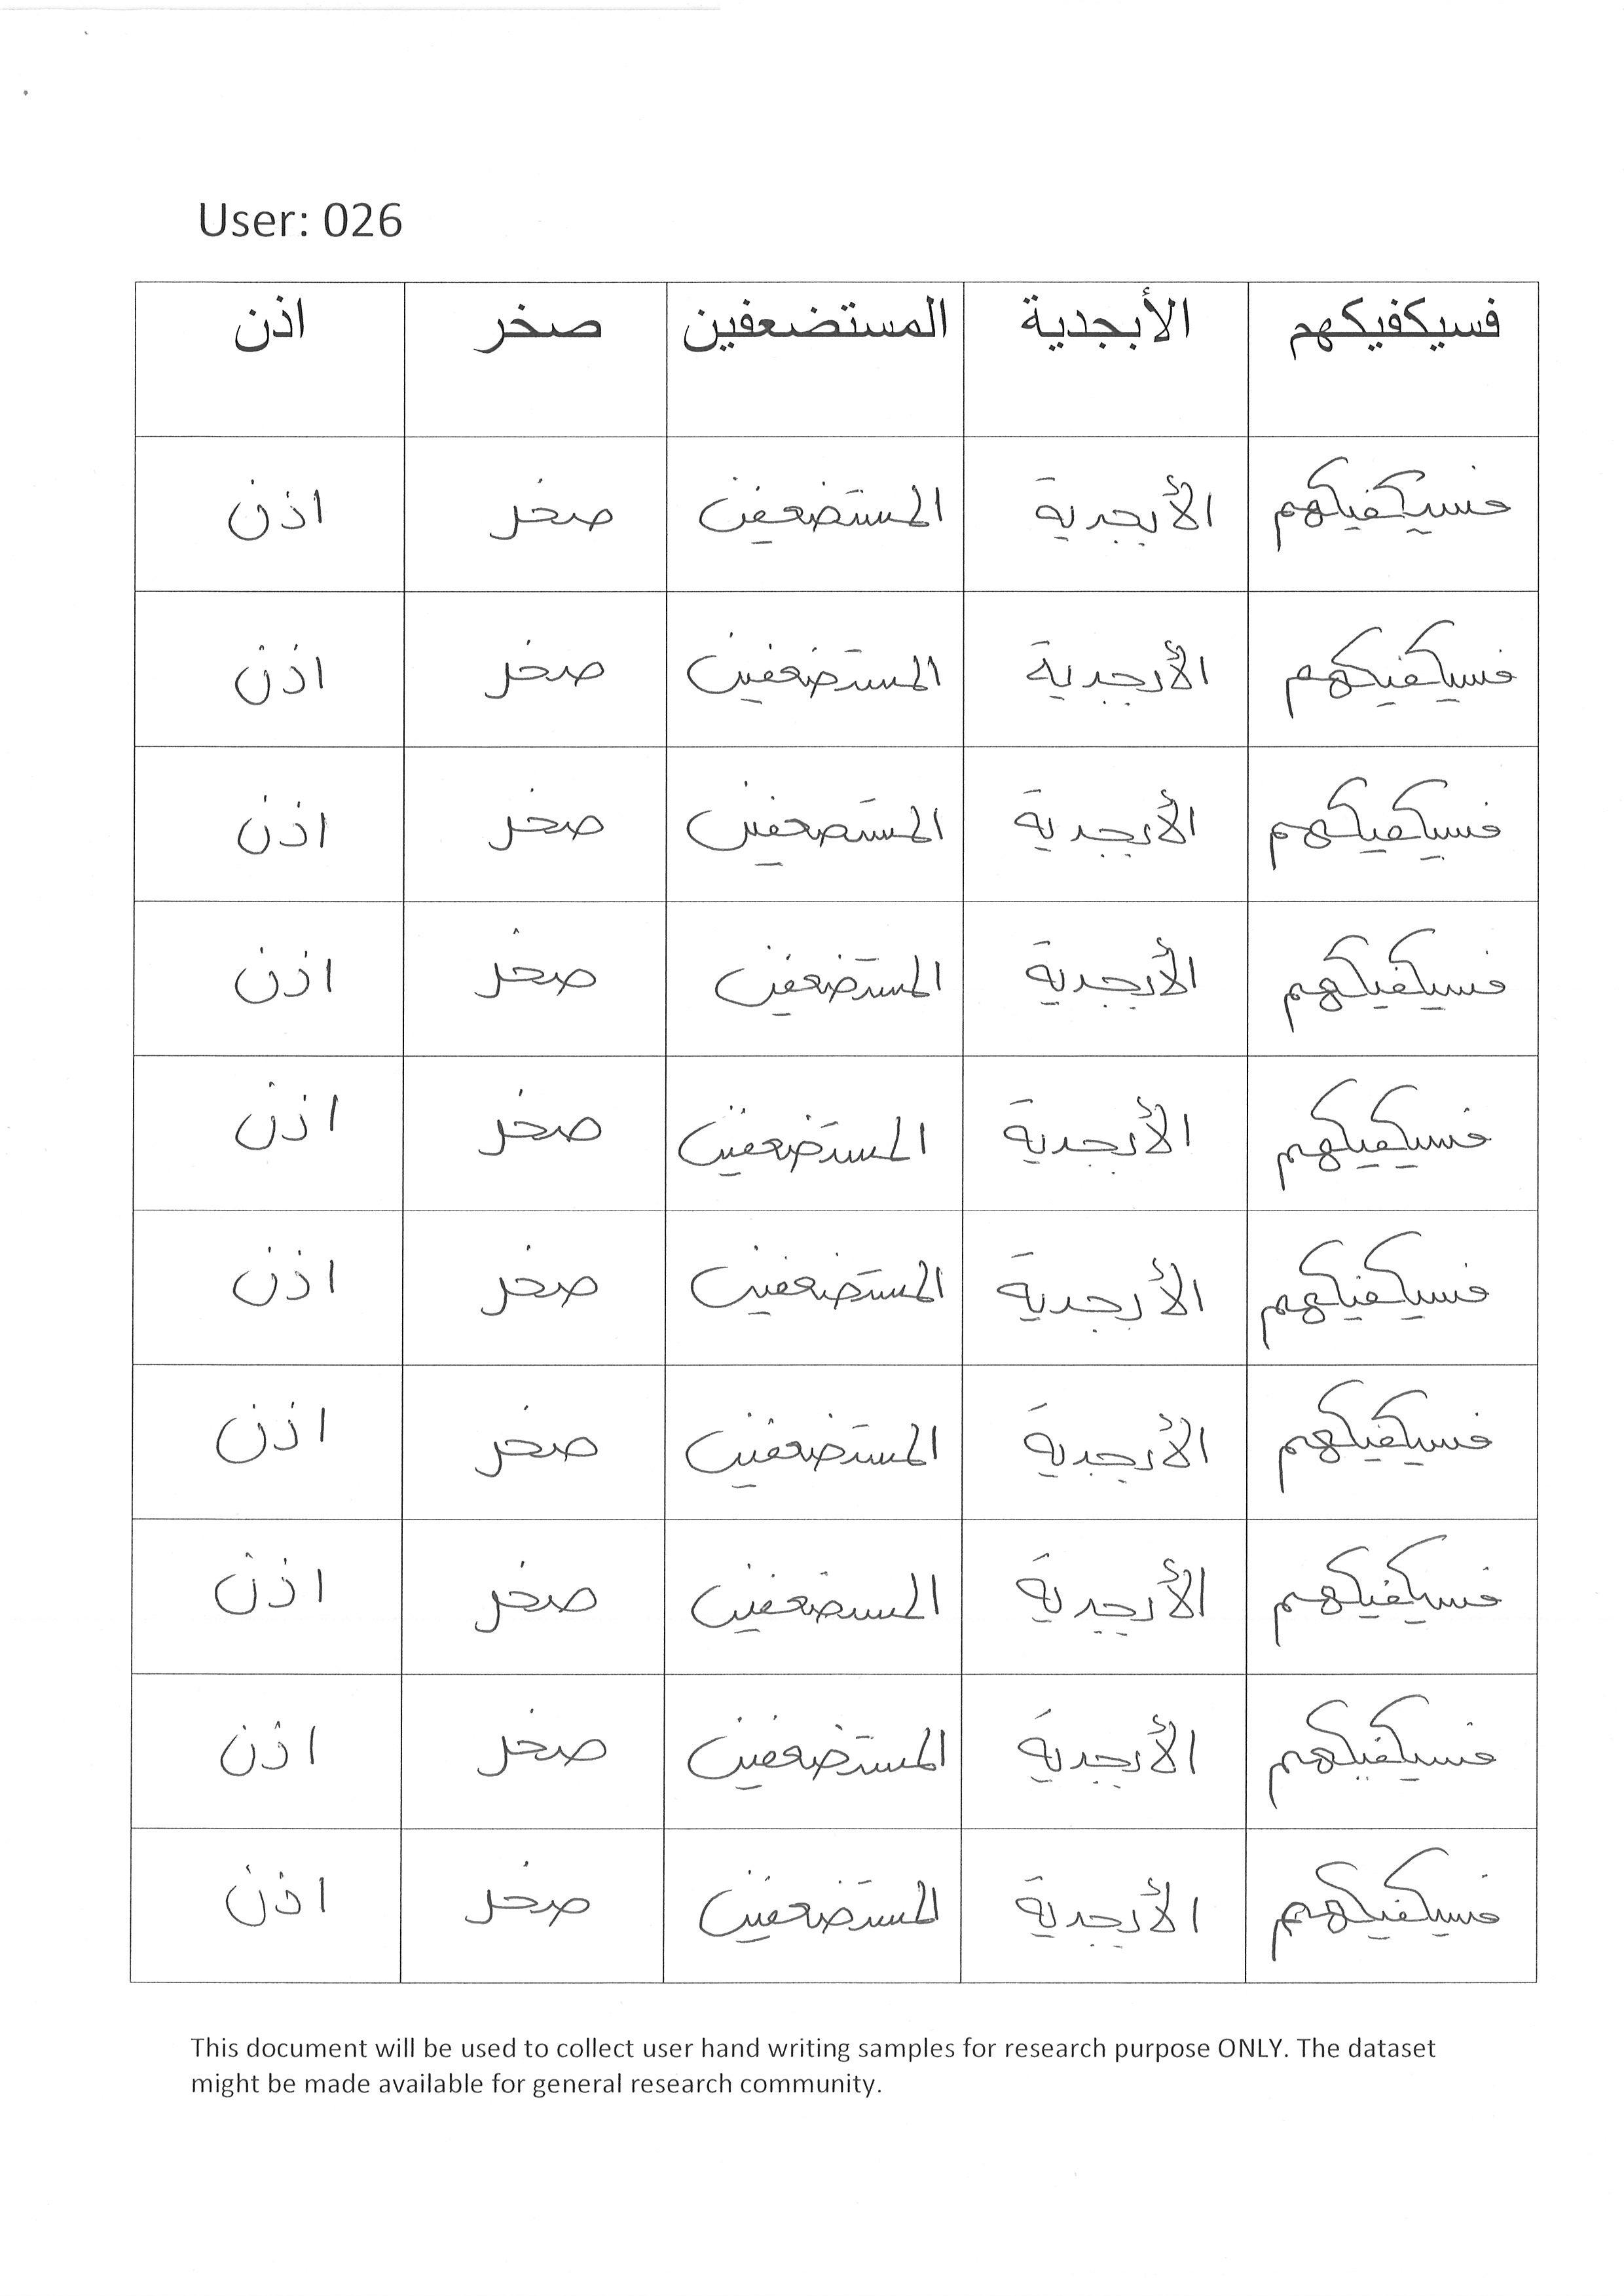 User: 026
فسيكفيكهم الأبجدية المستضعفين صخر اذن
فسيكفيكهم الأبجدية المستضعفين صخر اذن
فسيكفيكهم الأبجدية المستضعفين صخر اذن
فسيكفيكهم الأبجدية المستضعفين صخر اذن
فسيكفيكهم الأبجدية المستضعفين صخر اذن
فسيكفيكهم الأبجدية المستضعفين صخر اذن
فسيكفيكهم الأبجدية المستضعفين صخر اذن
فسيكفيكهم الأبجدية المستضعفين صخر اذن
فسيكفيكهم الأبجدية المستضعفين صخر اذن
فسيكفيكهم الأبجدية المستضعفين صخر اذن
فسيكفيكهم الأبجدية المستضعفين صخر اذن
This document will be used to collect user hand writing samples for research purpose ONLY. The dataset
might be made available for general research community.